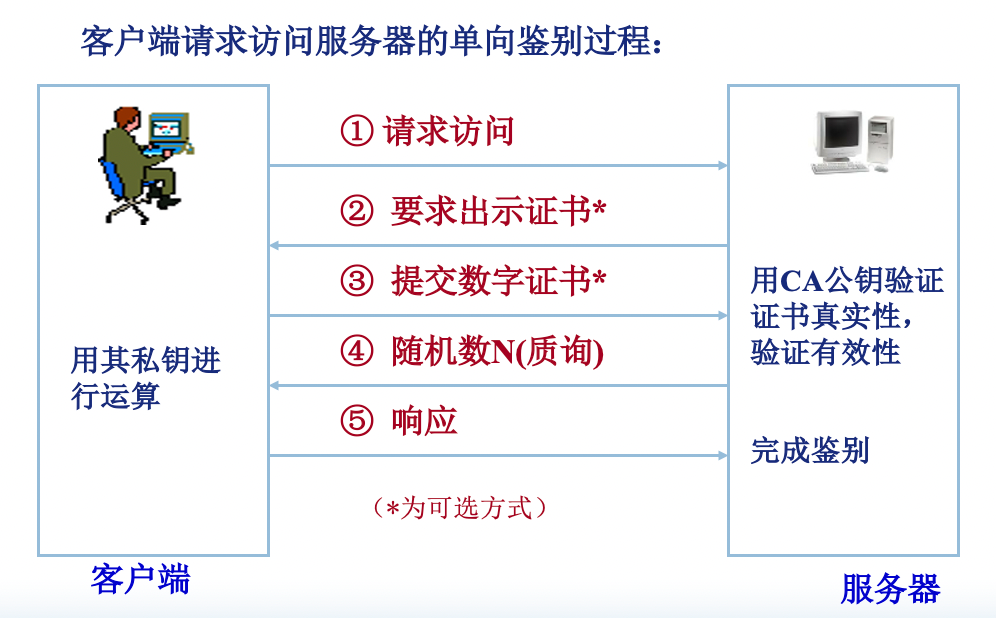 客户端请求访问服务器的单向鉴别过程：
① 请求访问
② 要求出示证书*
③ 提交数字证书*
用CA公钥验证
证书真实性，
验证有效性
④ 随机数N(质询)
用其私钥进
行运算
⑤ 响应
完成鉴别
（*为可选方式）
客户端
服务器